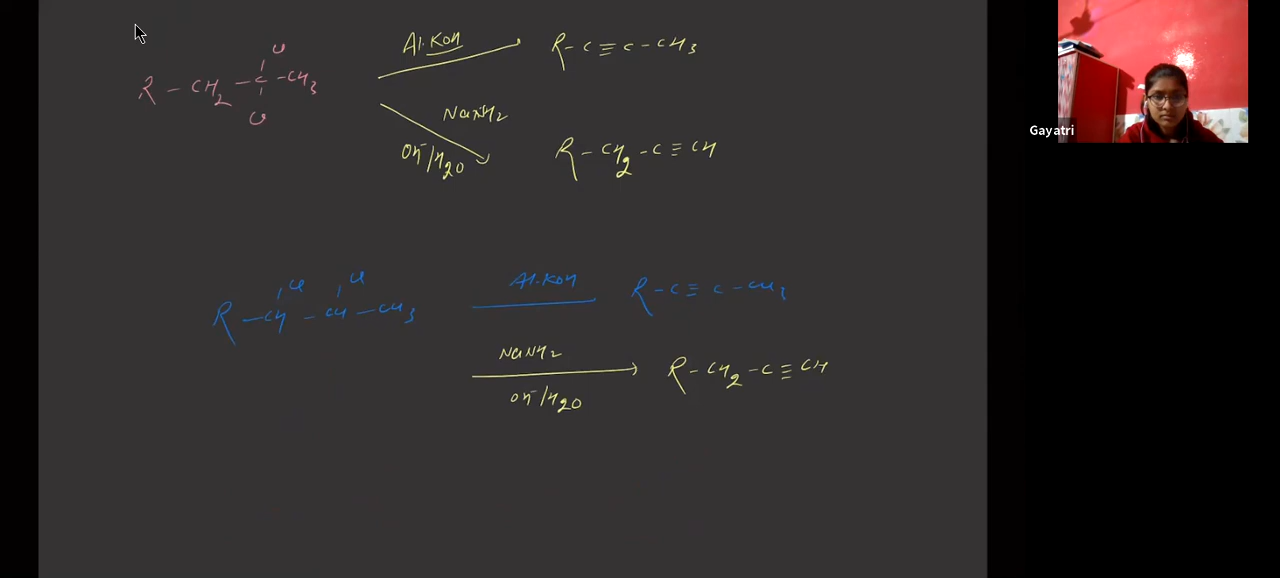 Al.KOH
R-C≡C-CH3
Cl
R-CH2-C-CH3
Cl
NaNH2
OH⁻/H2O
R-CH2-C≡CH
Gayatri
Cl Cl
R-CH-CH-CH3
Al.KOH
R-C≡C-CH3
NaNH2
OH⁻/H2O
R-CH2-C≡CH